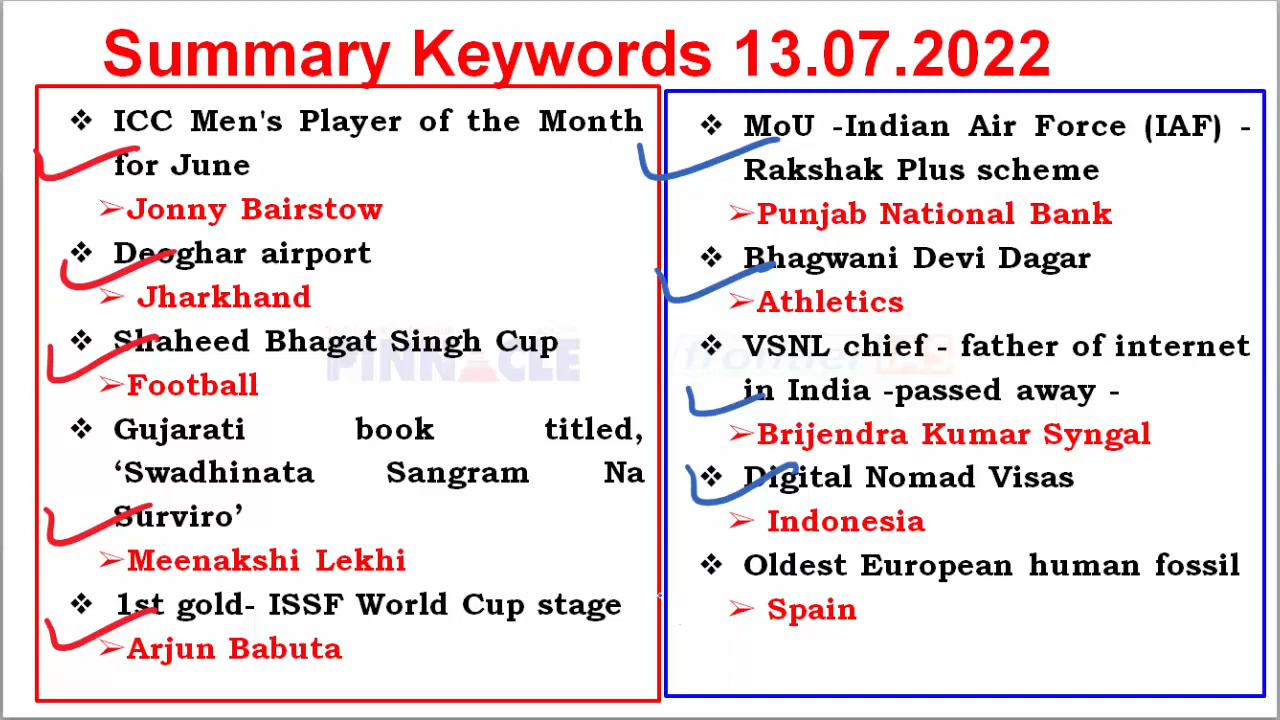 Summary Keywords 13.07.2022
❖ ICC Men's Player of the Month
for June
➢Jonny Bairstow
❖ Deoghar airport
➢ Jharkhand
❖ Shaheed Bhagat Singh Cup
➢Football
❖ Gujarati book titled,
‘Swadhinata Sangram Na
Surviro’
➢Meenakshi Lekhi
❖ 1st gold- ISSF World Cup stage
➢Arjun Babuta
❖ MoU -Indian Air Force (IAF) -
Rakshak Plus scheme
➢Punjab National Bank
❖ Bhagwani Devi Dagar
➢Athletics
❖ VSNL chief - father of internet
in India -passed away -
➢Brijendra Kumar Syngal
❖ Digital Nomad Visas
➢ Indonesia
❖ Oldest European human fossil
➢ Spain
PINNACLE
frontier IAS